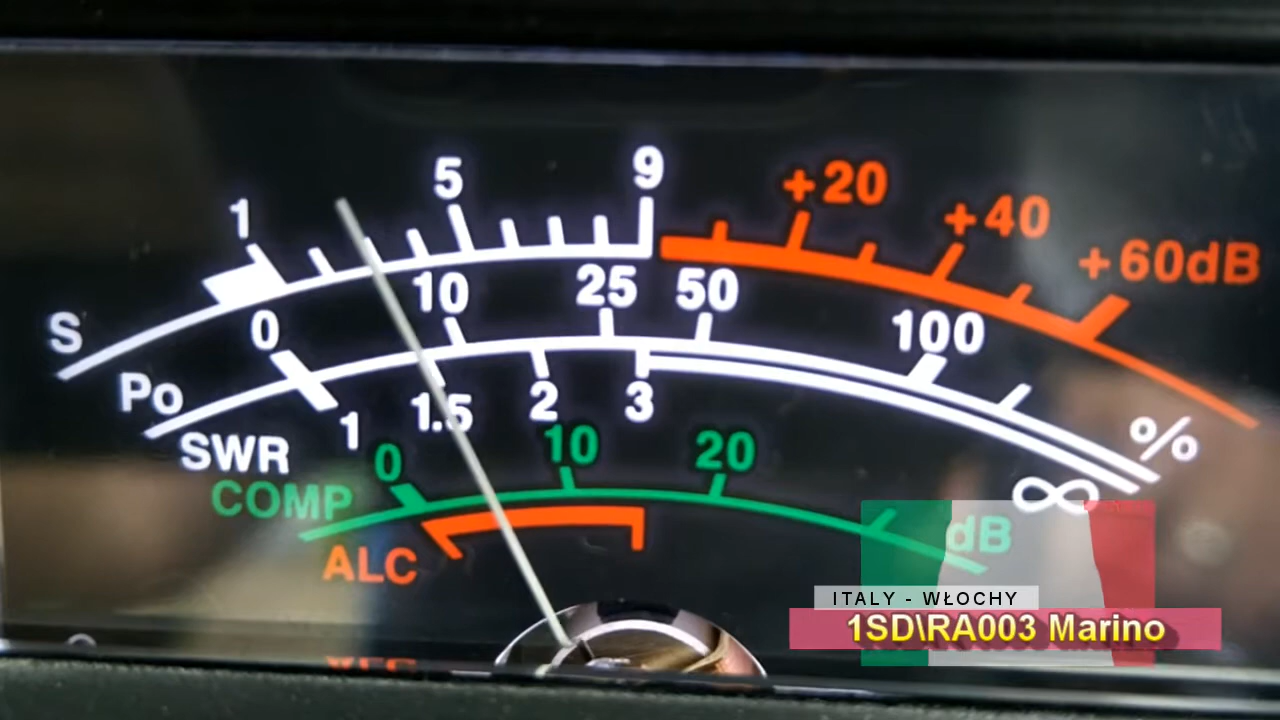 1 5 9 +20 +40 +60dB
S
0 10 25 50 100
Po
%
SWR 1 1.5 2 3 ∞
COMP 0 10 20 dB
ALC
ITALY - WŁOCHY
1SD\RA003 Marino